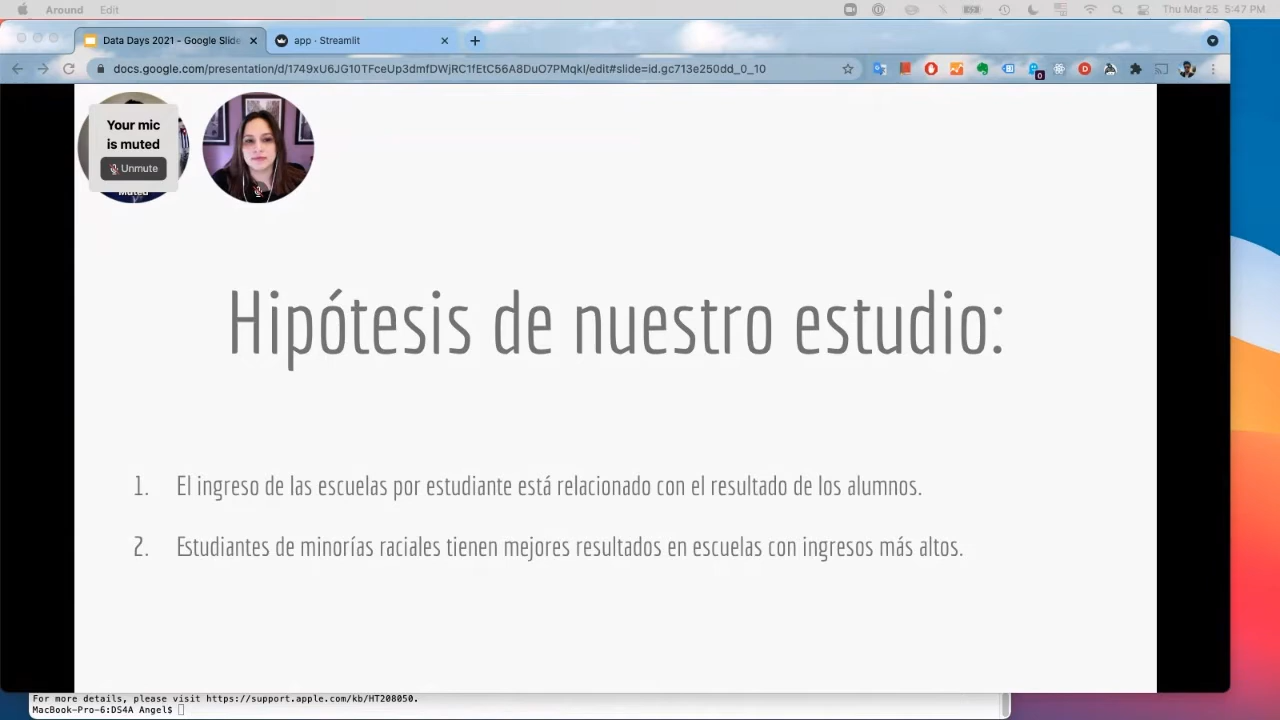 Around Edit Thu Mar 25 5:47 PM
Data Days 2021 - Google Slide app · Streamlit
docs.google.com/presentation/d/1749xU6JG10TFceUp3dmfDWjRC1fEtC56A8DuO7PMqkI/edit#slide=id.gc713e250dd_0_10
Your mic
is muted
Unmute
Muted
Hipótesis de nuestro estudio:
1. El ingreso de las escuelas por estudiante está relacionado con el resultado de los alumnos.
2. Estudiantes de minorías raciales tienen mejores resultados en escuelas con ingresos más altos.
For more details, please visit https://support.apple.com/kb/HT208050.
MacBook-Pro-6:DS4A Angel$